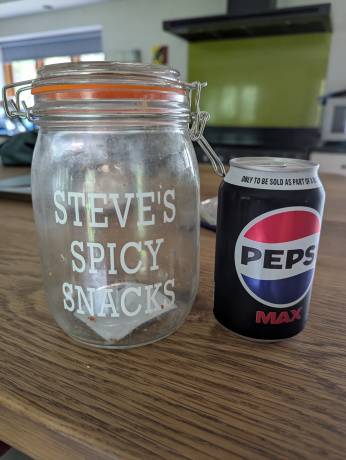 STEVE'S
SPICY
SNACKS
ONLY TO BE SOLD AS PART OF A
PEPSI
MAX